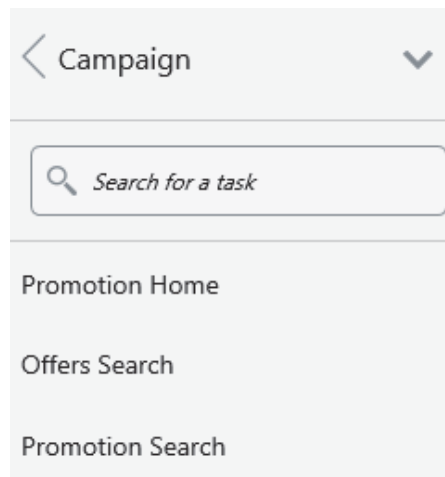 Campaign
Search for a task
Promotion Home
Offers Search
Promotion Search